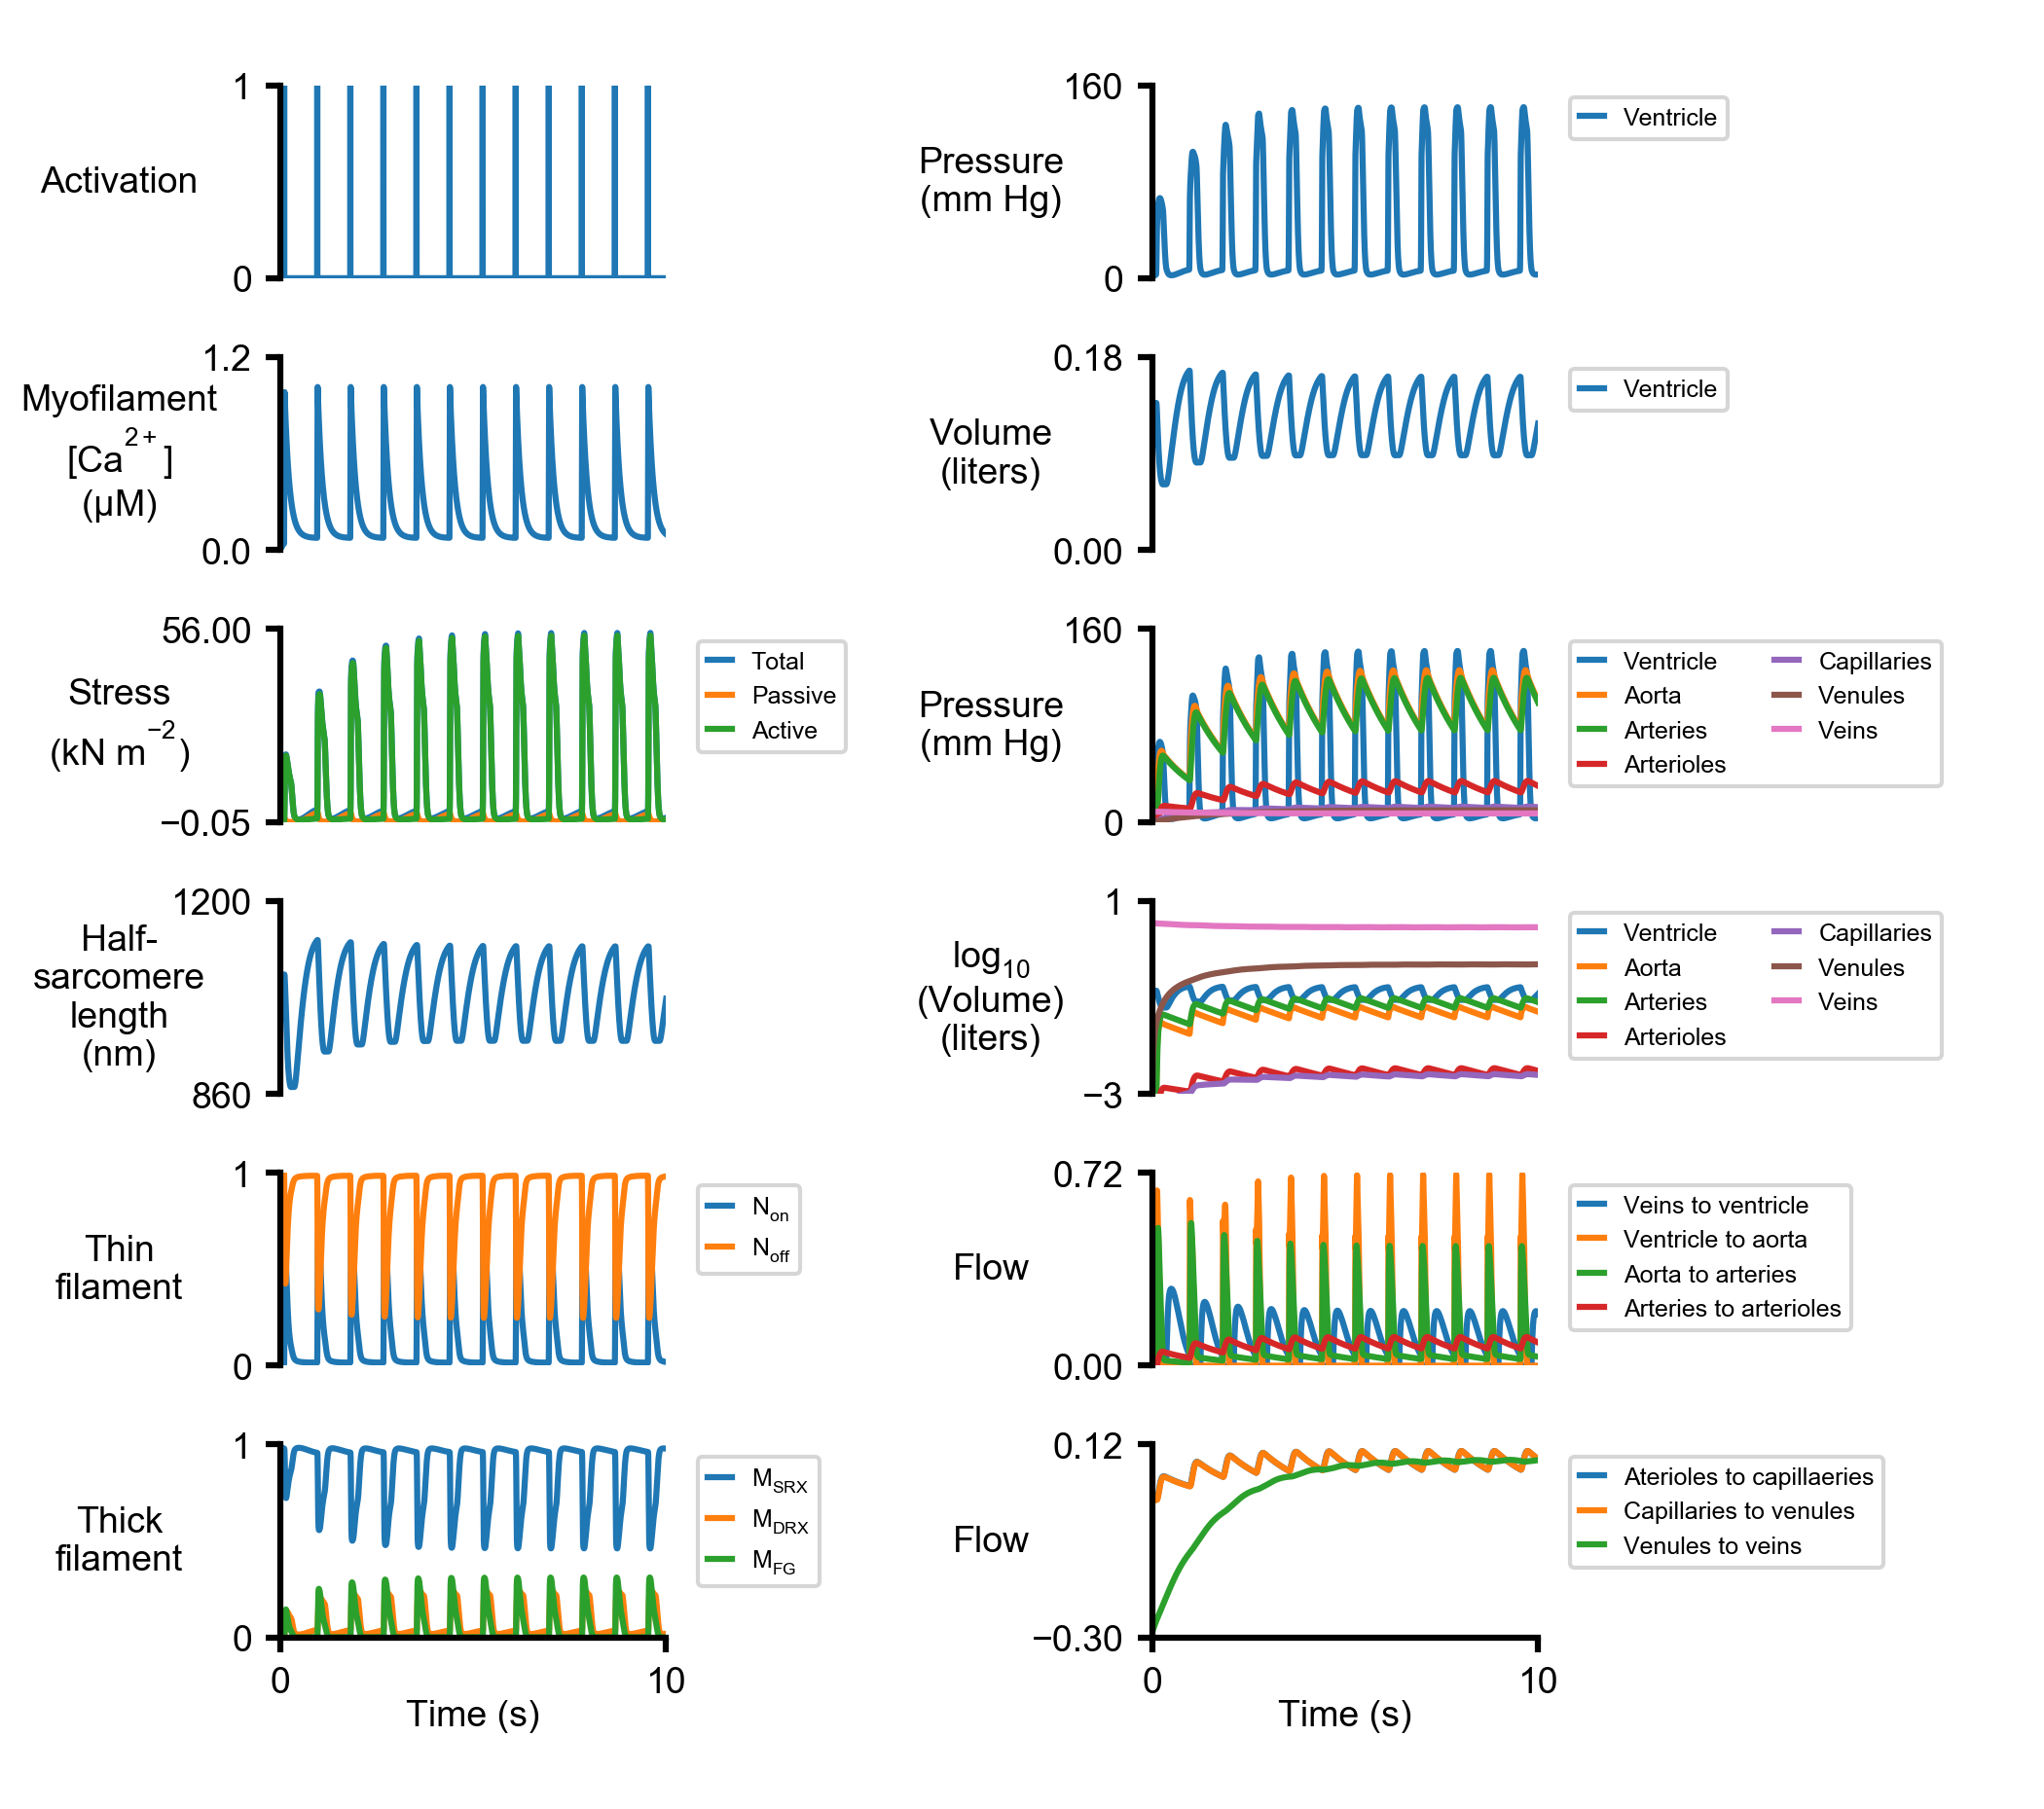 1
Activation
0
160
Pressure
(mm Hg)
0
Ventricle
1.2
Myofilament
[Ca²⁺]
(µM)
0.0
0.18
Volume
(liters)
0.00
Ventricle
56.00
Stress
(kN m⁻²)
−0.05
Total
Passive
Active
160
Pressure
(mm Hg)
0
Ventricle
Aorta
Arteries
Arterioles
Capillaries
Venules
Veins
1200
Half-
sarcomere
length
(nm)
860
1
log₁₀
(Volume)
(liters)
−3
Ventricle
Aorta
Arteries
Arterioles
Capillaries
Venules
Veins
1
Thin
filament
0
Non
Noff
0.72
Flow
0.00
Veins to ventricle
Ventricle to aorta
Aorta to arteries
Arteries to arterioles
1
Thick
filament
0
MSRX
MDRX
MFG
0 10
Time (s)
0.12
Flow
−0.30
Aterioles to capillaeries
Capillaries to venules
Venules to veins
0 10
Time (s)